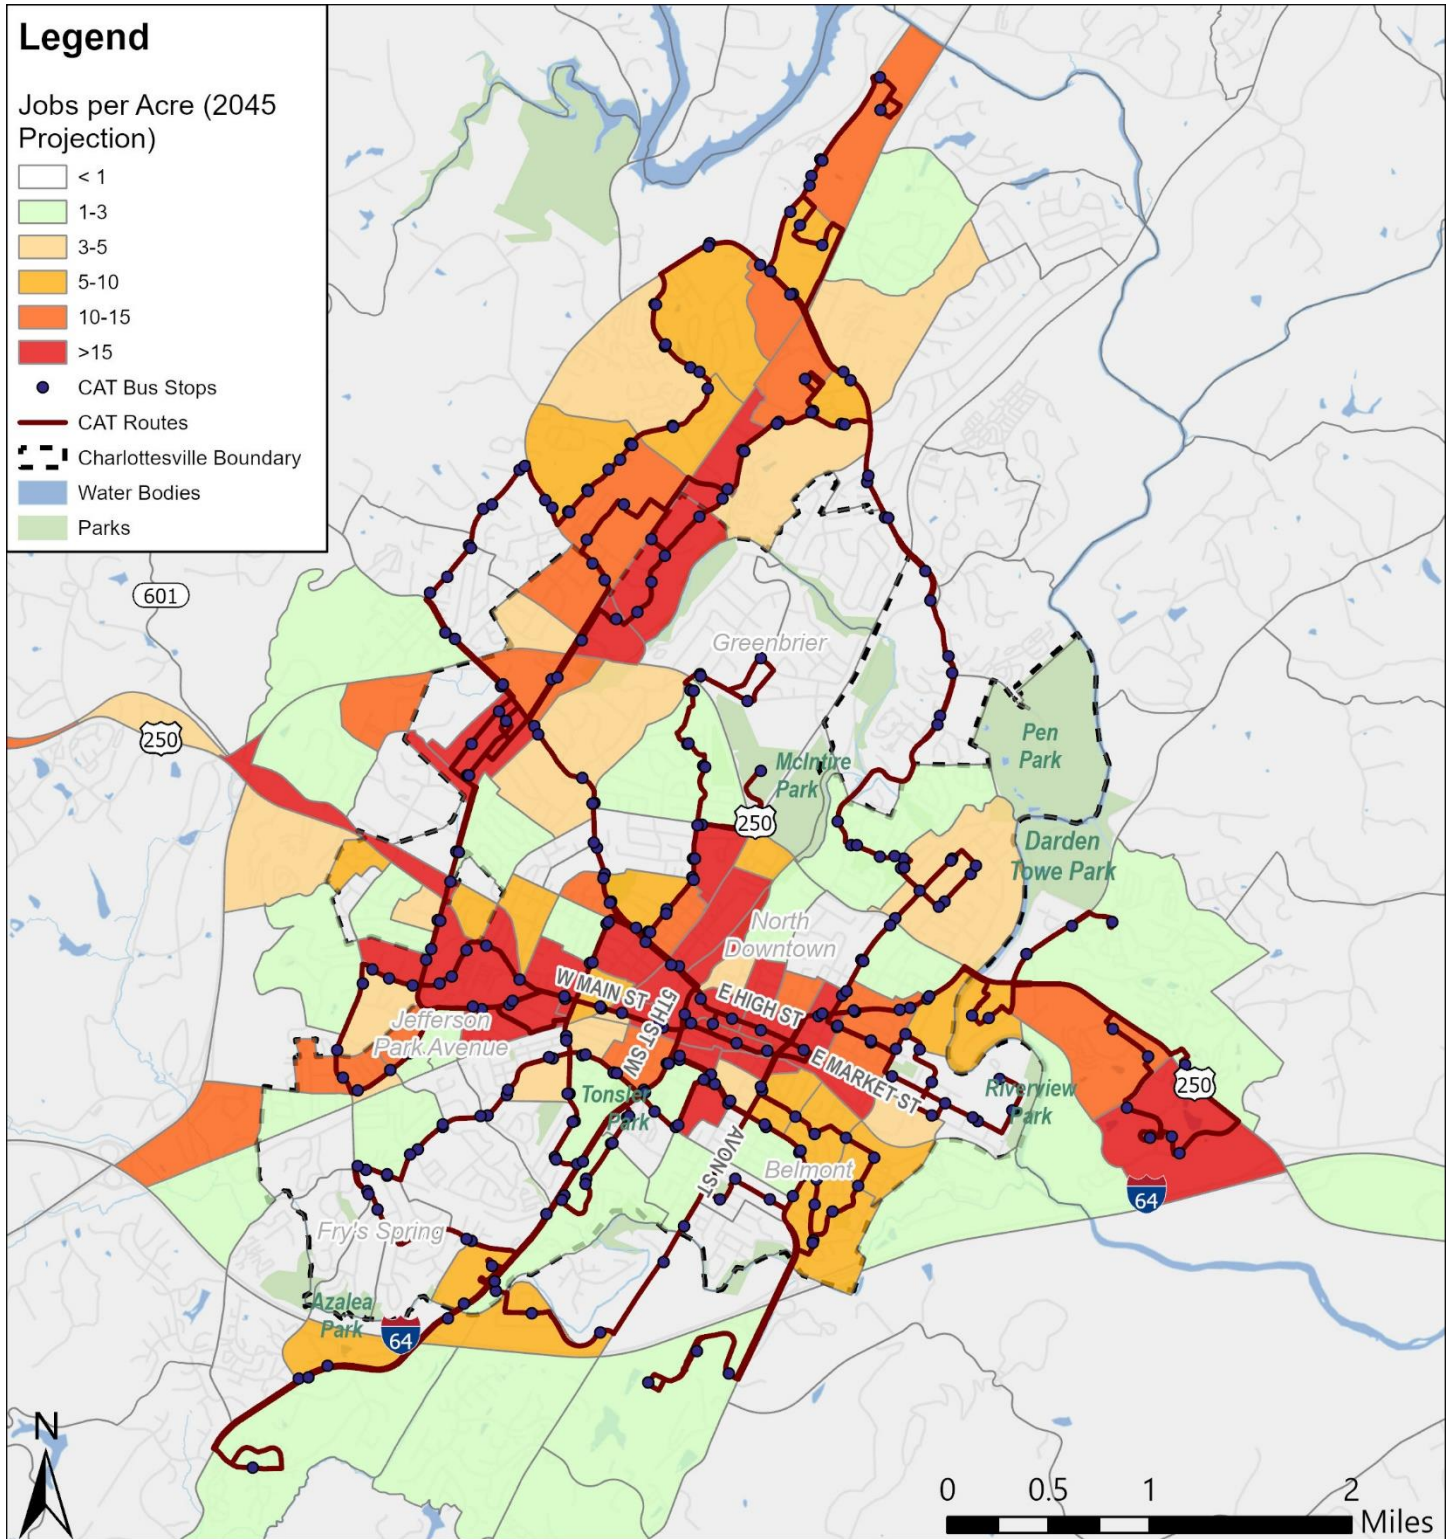 Legend
Jobs per Acre (2045
Projection)
< 1
1-3
3-5
5-10
10-15
>15
CAT Bus Stops
CAT Routes
Charlottesville Boundary
Water Bodies
Parks
601
250
Greenbrier
Pen
Park
McIntire
Park
250
Darden
Towe Park
North
Downtown
W MAIN ST
5TH ST SW
E HIGH ST
Jefferson
Park Avenue
E MARKET ST
Tonsler
Park
Riverview
Park
250
AVON ST
Belmont
64
Fry's Spring
Azalea
Park
64
N
0 0.5 1 2
Miles